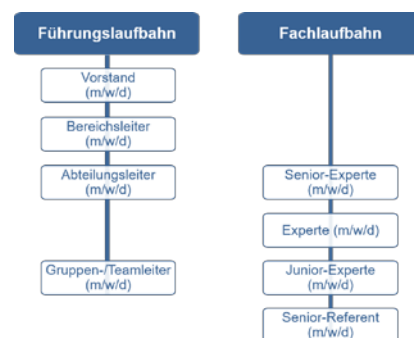 Führungslaufbahn
Vorstand
(m/w/d)
Bereichsleiter
(m/w/d)
Abteilungsleiter
(m/w/d)
Gruppen-/Teamleiter
(m/w/d)
Fachlaufbahn
Senior-Experte
(m/w/d)
Experte (m/w/d)
Junior-Experte
(m/w/d)
Senior-Referent
(m/w/d)